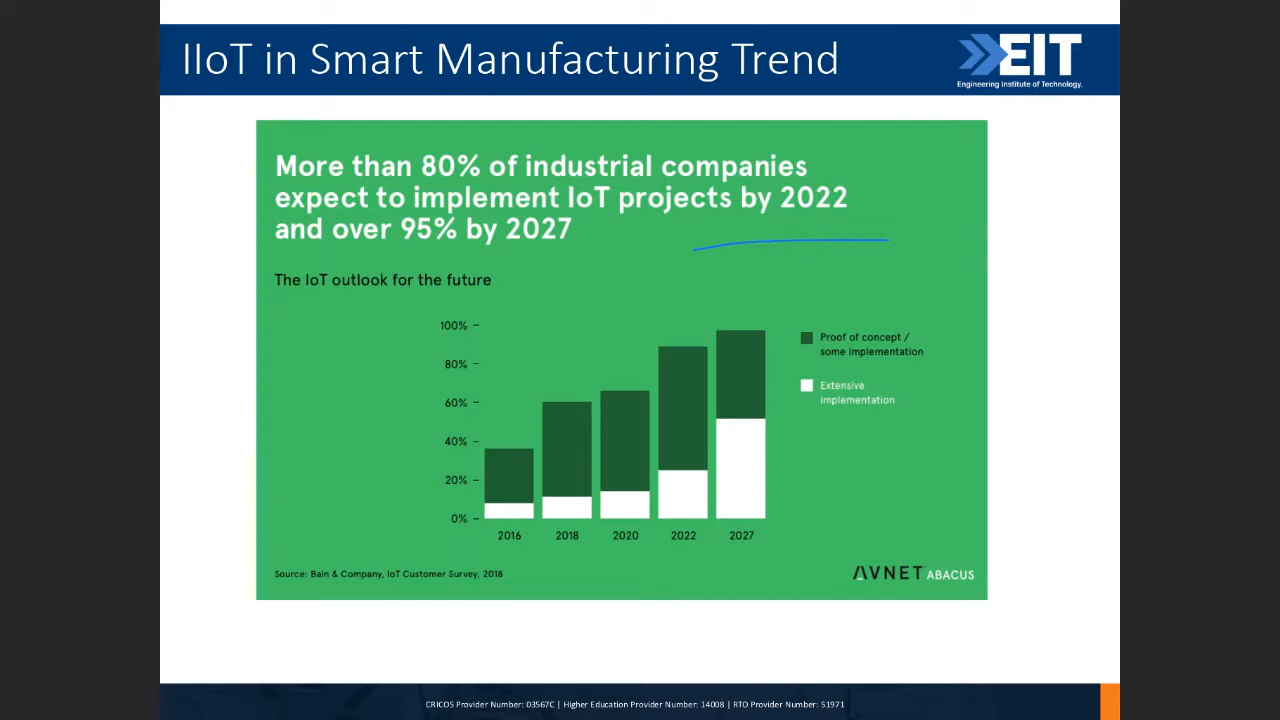 IIoT in Smart Manufacturing Trend
EIT
Engineering Institute of Technology.
More than 80% of industrial companies
expect to implement IoT projects by 2022
and over 95% by 2027
The IoT outlook for the future
100%
80%
60%
40%
20%
0%
2016 2018 2020 2022 2027
Proof of concept /
some implementation
Extensive
implementation
Source: Bain & Company, IoT Customer Survey, 2018
AVNET ABACUS
CRICOS Provider Number: 03567C | Higher Education Provider Number: 14008 | RTO Provider Number: 51971